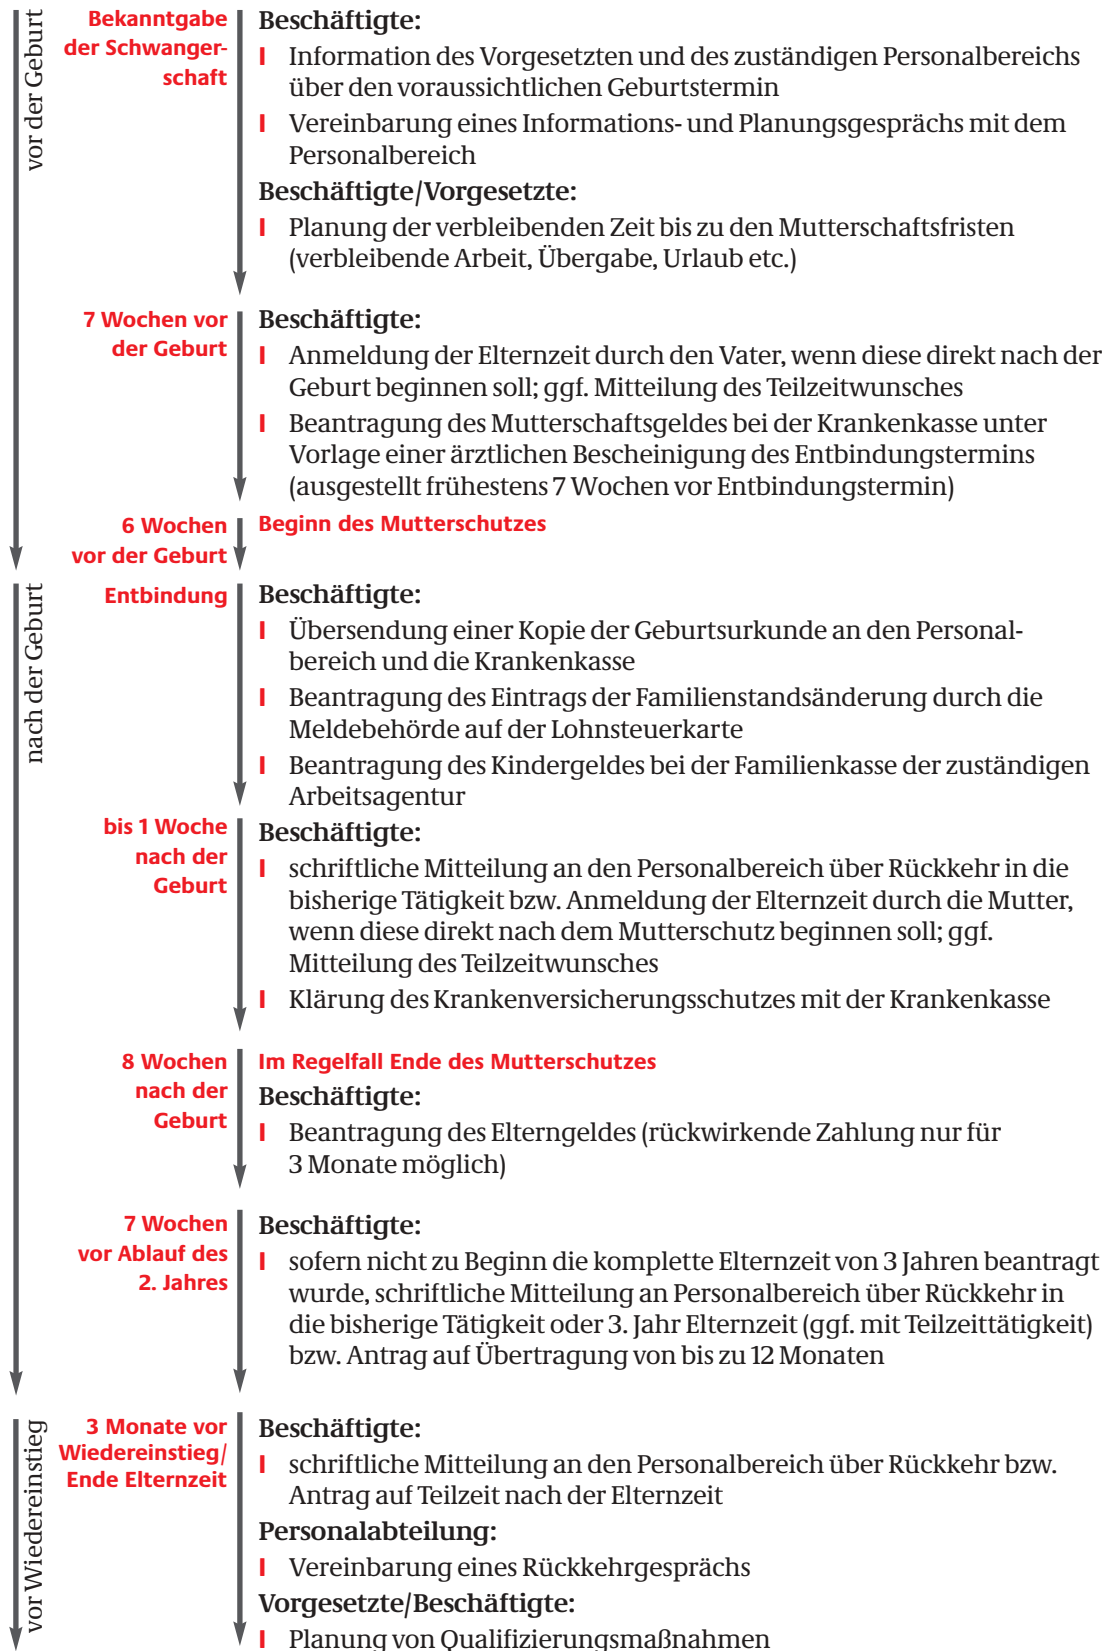 vor der Geburt
Bekanntgabe
der Schwanger-
schaft
Beschäftigte:
Information des Vorgesetzten und des zuständigen Personalbereichs
über den voraussichtlichen Geburtstermin
Vereinbarung eines Informations- und Planungsgesprächs mit dem
Personalbereich
Beschäftigte/Vorgesetzte:
Planung der verbleibenden Zeit bis zu den Mutterschaftsfristen
(verbleibende Arbeit, Übergabe, Urlaub etc.)
7 Wochen vor
der Geburt
Beschäftigte:
Anmeldung der Elternzeit durch den Vater, wenn diese direkt nach der
Geburt beginnen soll; ggf. Mitteilung des Teilzeitwunsches
Beantragung des Mutterschaftsgeldes bei der Krankenkasse unter
Vorlage einer ärztlichen Bescheinigung des Entbindungstermins
(ausgestellt frühestens 7 Wochen vor Entbindungstermin)
6 Wochen
vor der Geburt
Beginn des Mutterschutzes
nach der Geburt
Entbindung
Beschäftigte:
Übersendung einer Kopie der Geburtsurkunde an den Personal-
bereich und die Krankenkasse
Beantragung des Eintrags der Familienstandsänderung durch die
Meldebehörde auf der Lohnsteuerkarte
Beantragung des Kindergeldes bei der Familienkasse der zuständigen
Arbeitsagentur
bis 1 Woche
nach der
Geburt
Beschäftigte:
schriftliche Mitteilung an den Personalbereich über Rückkehr in die
bisherige Tätigkeit bzw. Anmeldung der Elternzeit durch die Mutter,
wenn diese direkt nach dem Mutterschutz beginnen soll; ggf.
Mitteilung des Teilzeitwunsches
Klärung des Krankenversicherungsschutzes mit der Krankenkasse
8 Wochen
nach der
Geburt
Im Regelfall Ende des Mutterschutzes
Beschäftigte:
Beantragung des Elterngeldes (rückwirkende Zahlung nur für
3 Monate möglich)
7 Wochen
vor Ablauf des
2. Jahres
Beschäftigte:
sofern nicht zu Beginn die komplette Elternzeit von 3 Jahren beantragt
wurde, schriftliche Mitteilung an Personalbereich über Rückkehr in
die bisherige Tätigkeit oder 3. Jahr Elternzeit (ggf. mit Teilzeittätigkeit)
bzw. Antrag auf Übertragung von bis zu 12 Monaten
vor Wiedereinstieg
3 Monate vor
Wiedereinstieg/
Ende Elternzeit
Beschäftigte:
schriftliche Mitteilung an den Personalbereich über Rückkehr bzw.
Antrag auf Teilzeit nach der Elternzeit
Personalabteilung:
Vereinbarung eines Rückkehrgesprächs
Vorgesetzte/Beschäftigte:
Planung von Qualifizierungsmaßnahmen